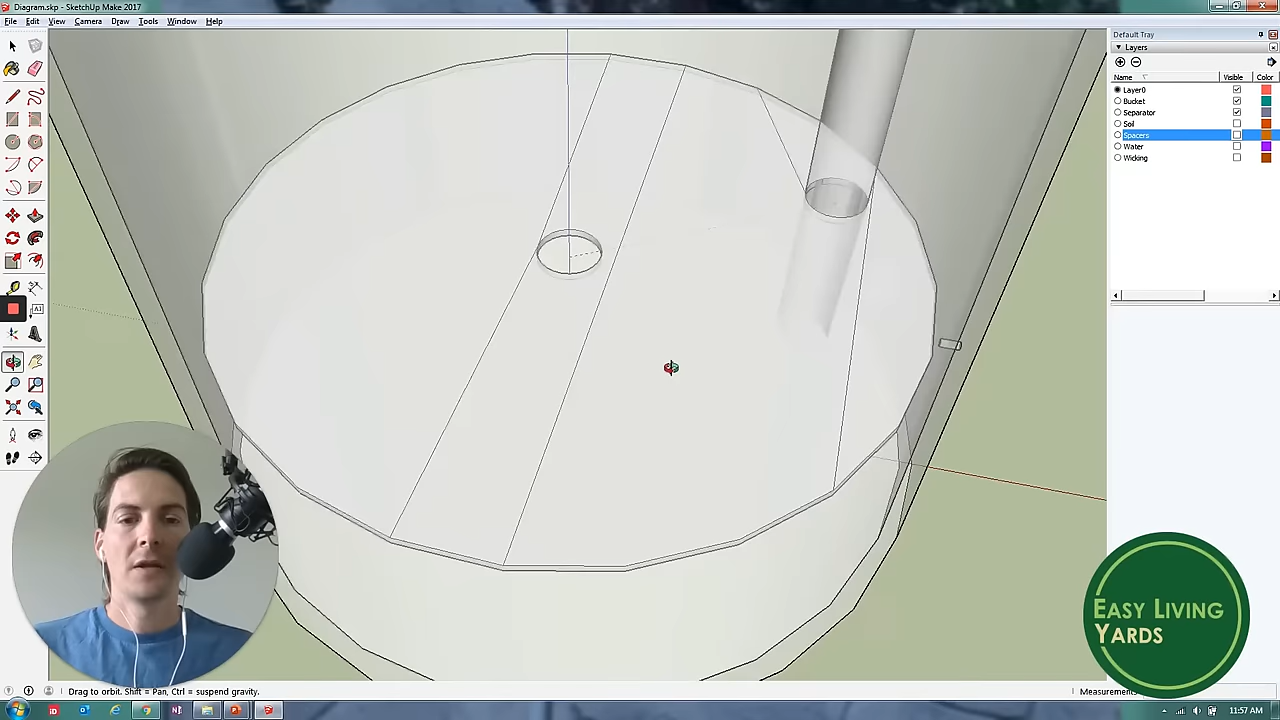 Diagram.skp - SketchUp Make 2017
File Edit View Camera Draw Tools Window Help
Default Tray
Layers
Name Visible Color
Layer0
Bucket
Separator
Soil
Spacers
Water
Wicking
EASY LIVING
YARDS
Drag to orbit. Shift = Pan, Ctrl = suspend gravity.
Measurements
11:57 AM